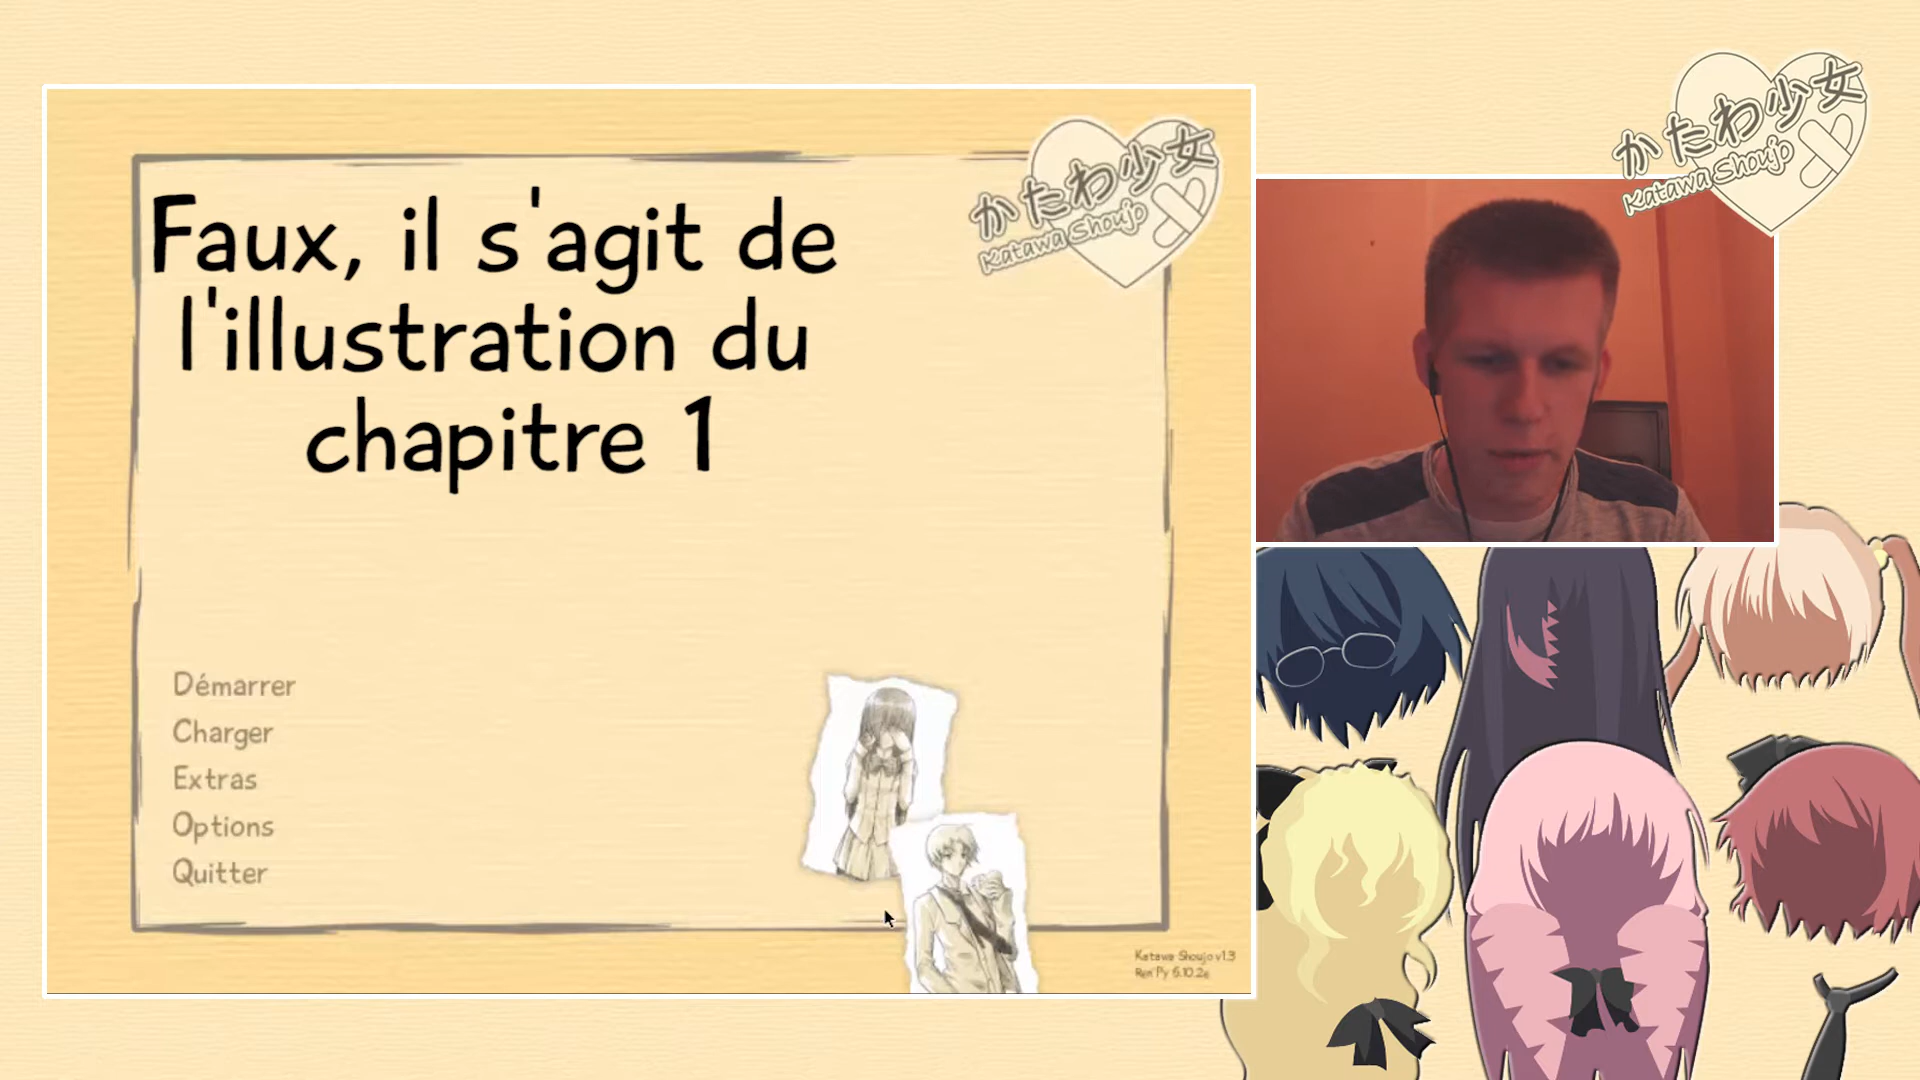 かたわ少女
Katawa Shoujo
かたわ少女
Katawa Shoujo
Faux, il s'agit de
l'illustration du
chapitre 1
Démarrer
Charger
Extras
Options
Quitter
Katawa Shoujo v1.3
Ren'Py 6.10.2e